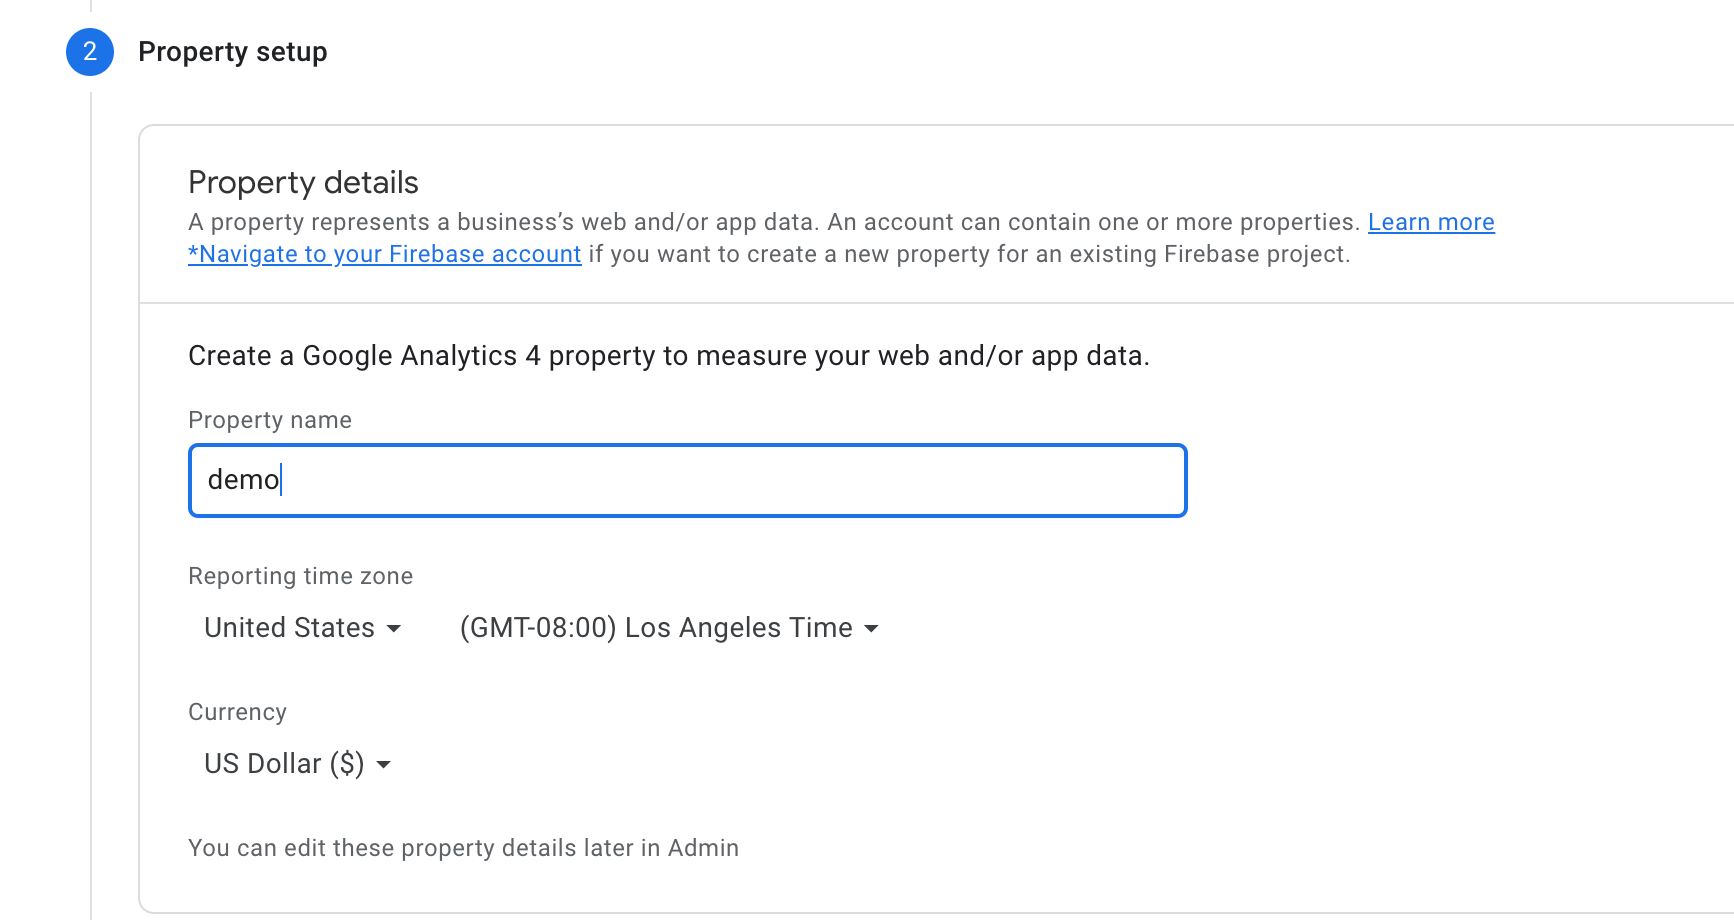 2 Property setup
Property details
A property represents a business’s web and/or app data. An account can contain one or more properties. Learn more
*Navigate to your Firebase account if you want to create a new property for an existing Firebase project.
Create a Google Analytics 4 property to measure your web and/or app data.
Property name
demo
Reporting time zone
United States (GMT-08:00) Los Angeles Time
Currency
US Dollar ($)
You can edit these property details later in Admin